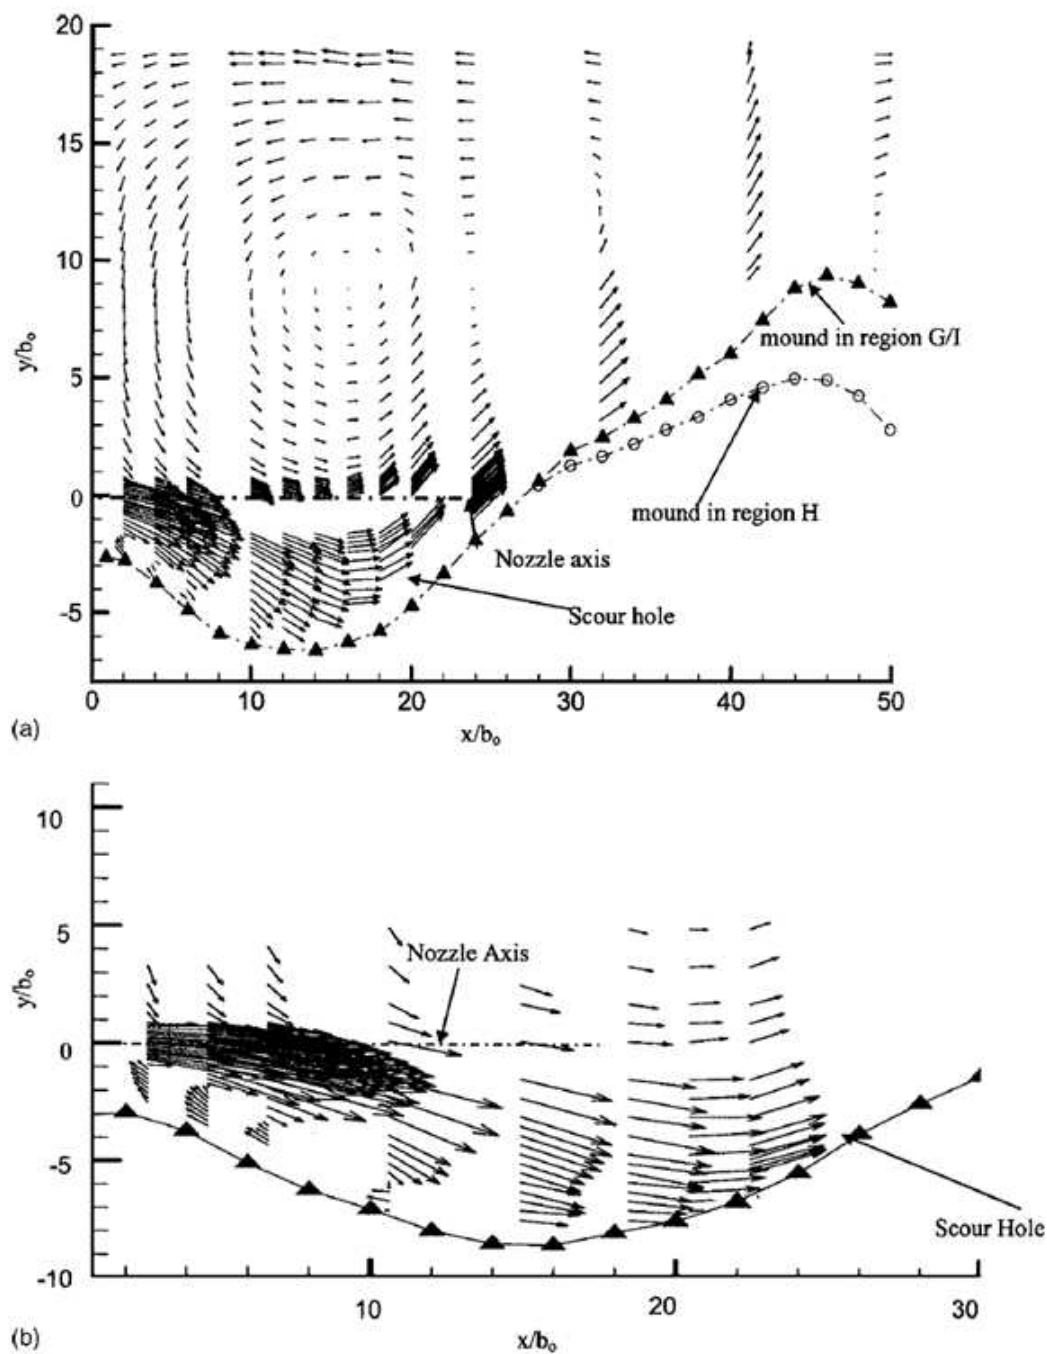 20
15
10
5
0
-5
y/b₀
mound in region G/I
mound in region H
Nozzle axis
Scour hole
0 10 20 30 40 50
(a)
x/b₀
10
5
0
-5
-10
y/b₀
Nozzle Axis
Scour Hole
10 20 30
(b)
x/b₀